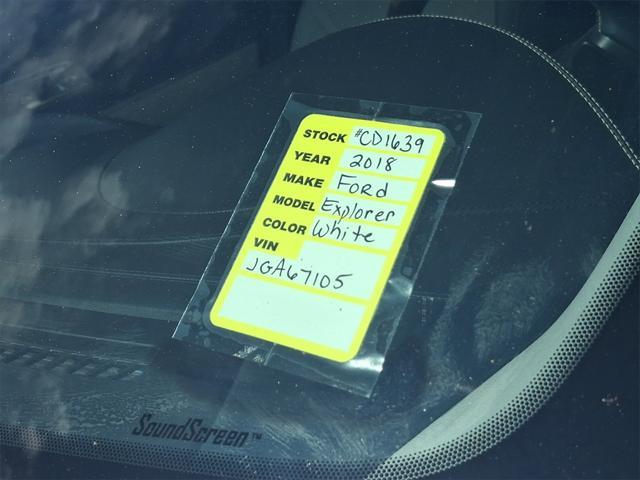 STOCK #CD1639
YEAR 2018
MAKE Ford
MODEL Explorer
COLOR White
VIN
JGA67105
SoundScreen™